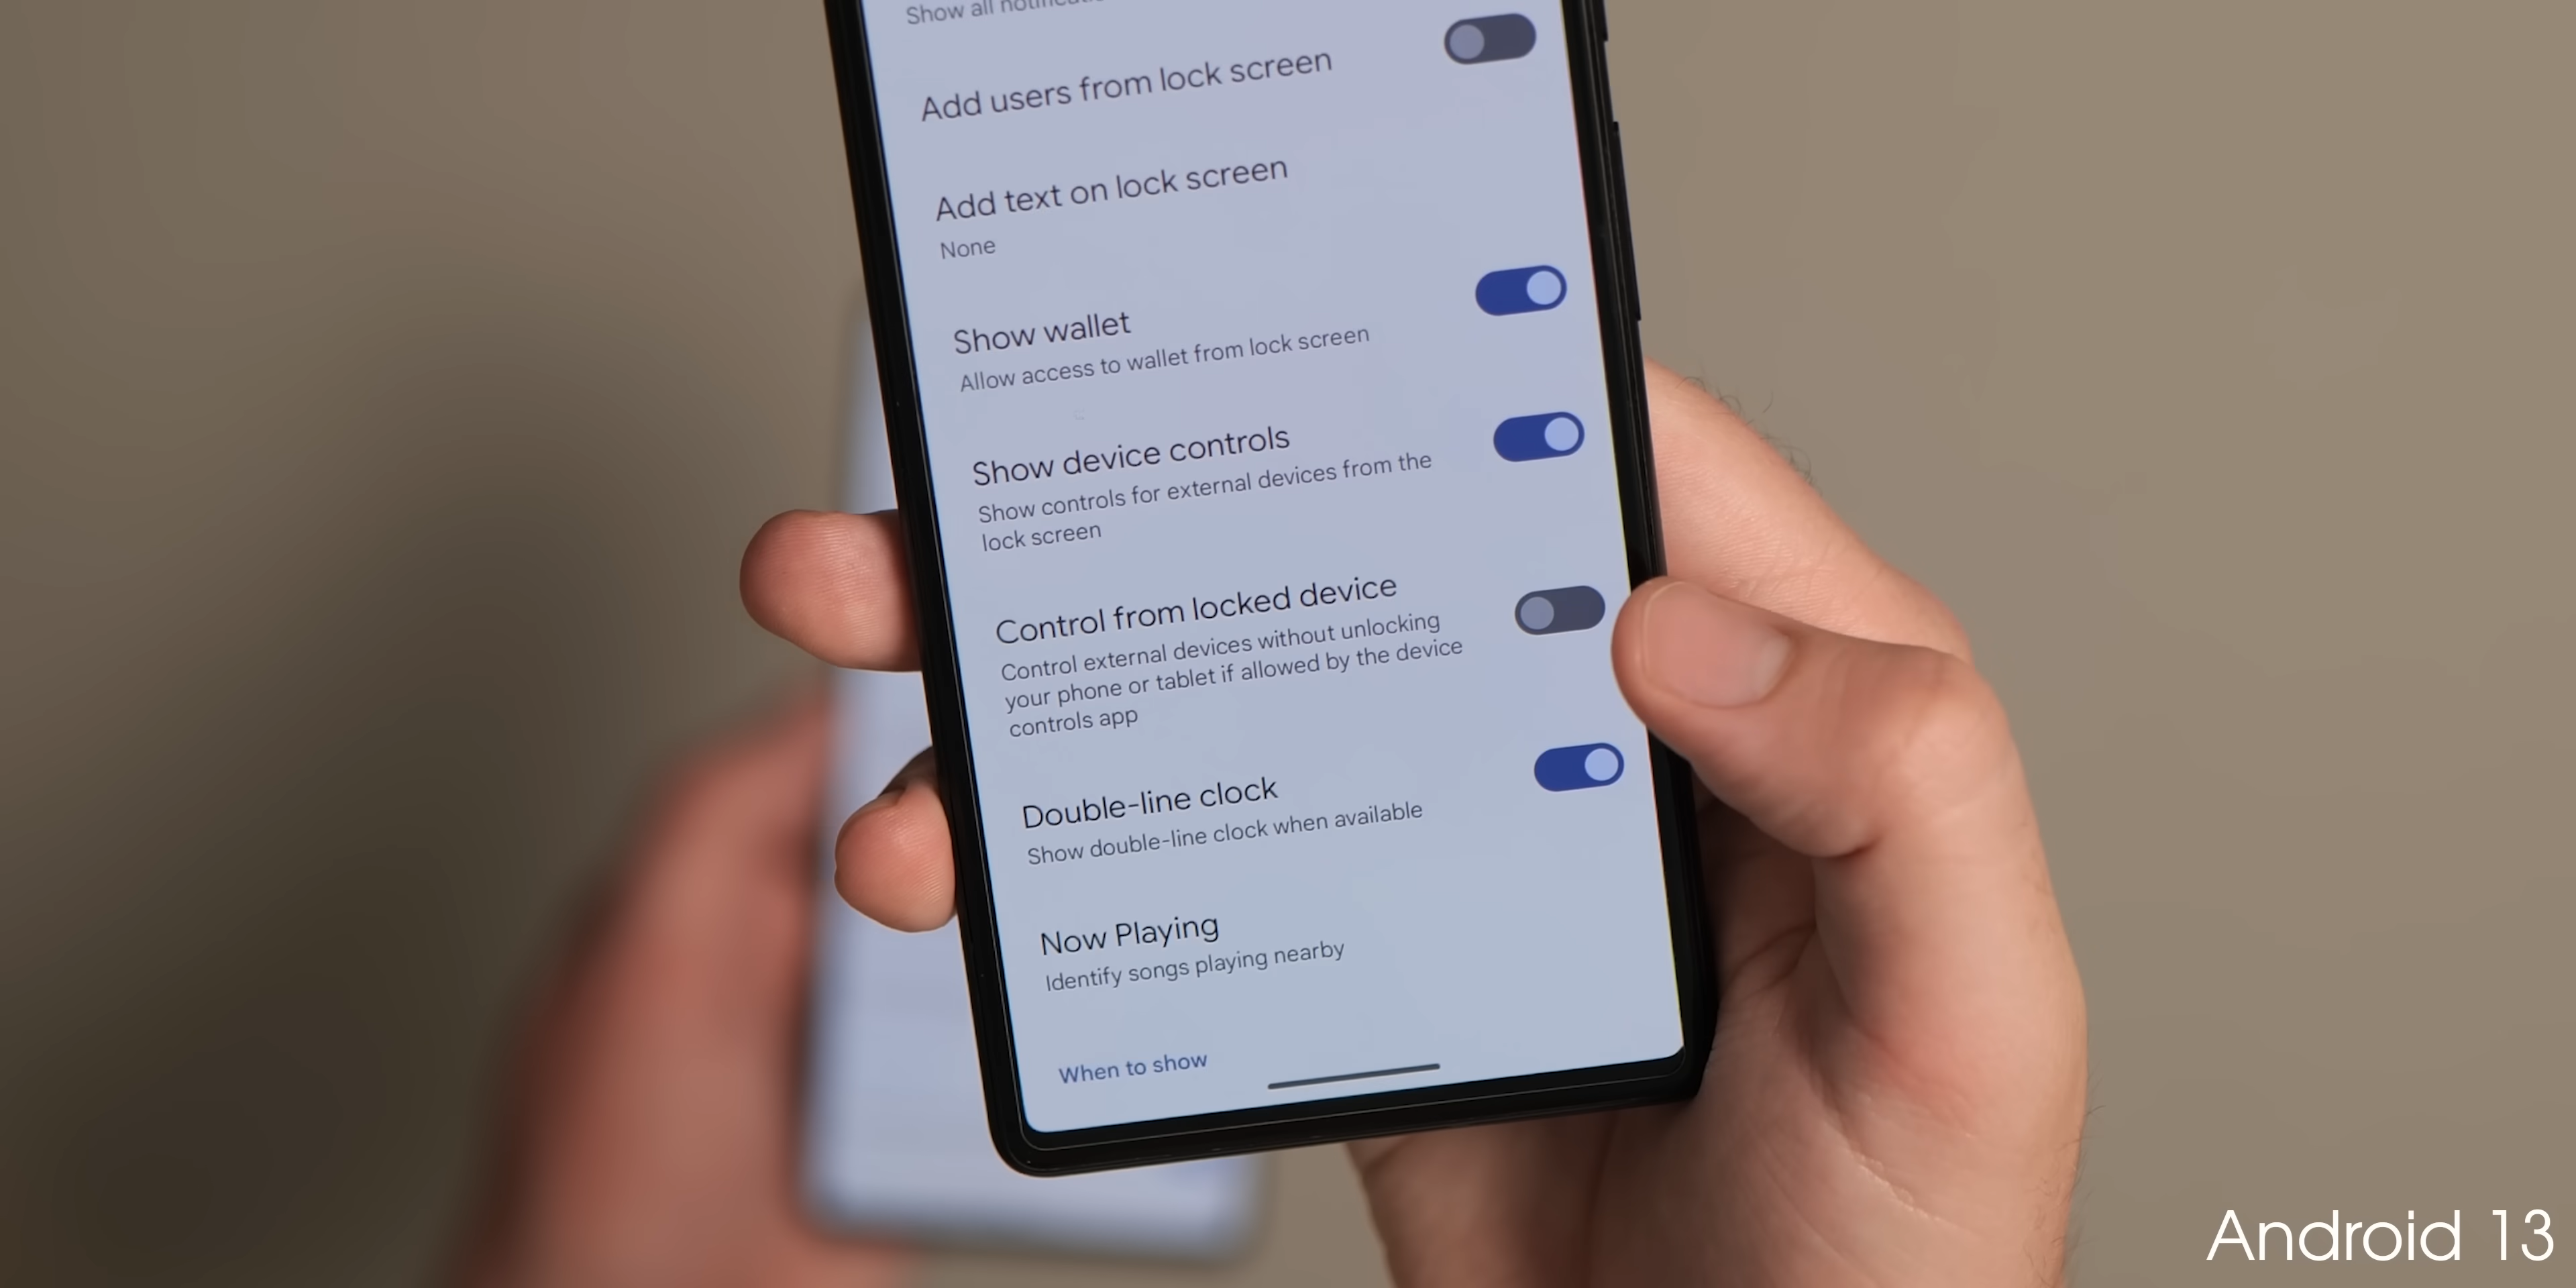 Show all
Add users from lock screen
Add text on lock screen
None
Show wallet
Allow access to wallet from lock screen
Show device controls
Show controls for external devices from the
lock screen
Control from locked device
Control external devices without unlocking
your phone or tablet if allowed by the device
controls app
Double-line clock
Show double-line clock when available
Now Playing
Identify songs playing nearby
When to show
Android 13